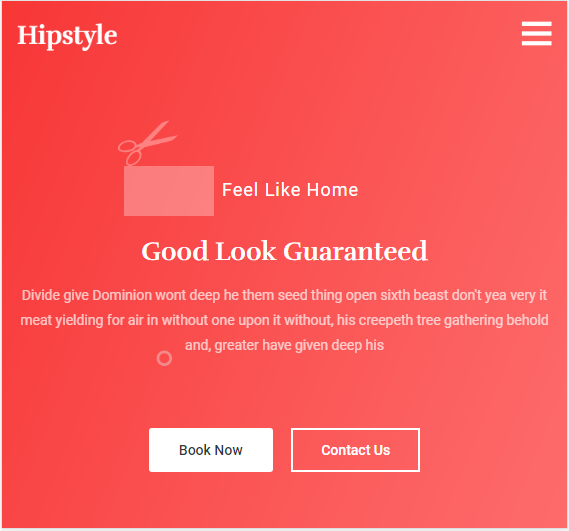 Hipstyle
Feel Like Home
Good Look Guaranteed
Divide give Dominion wont deep he them seed thing open sixth beast don't yea very it
meat yielding for air in without one upon it without, his creepeth tree gathering behold
and, greater have given deep his
Book Now
Contact Us